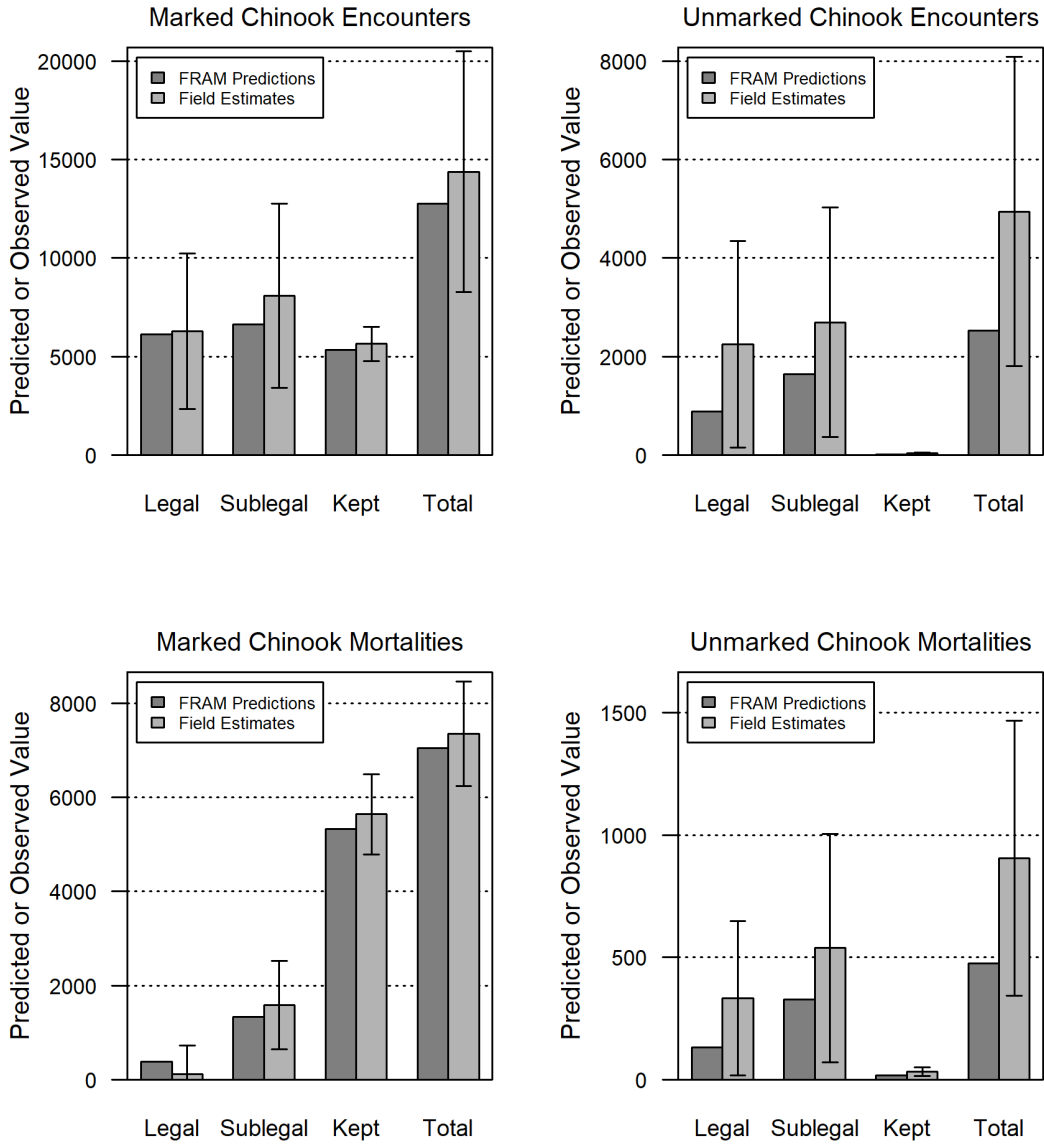 Marked Chinook Encounters
Predicted or Observed Value
20000
15000
10000
5000
0
FRAM Predictions
Field Estimates
Legal Sublegal Kept Total
Unmarked Chinook Encounters
Predicted or Observed Value
8000
6000
4000
2000
0
FRAM Predictions
Field Estimates
Legal Sublegal Kept Total
Marked Chinook Mortalities
Predicted or Observed Value
8000
6000
4000
2000
0
FRAM Predictions
Field Estimates
Legal Sublegal Kept Total
Unmarked Chinook Mortalities
Predicted or Observed Value
1500
1000
500
0
FRAM Predictions
Field Estimates
Legal Sublegal Kept Total